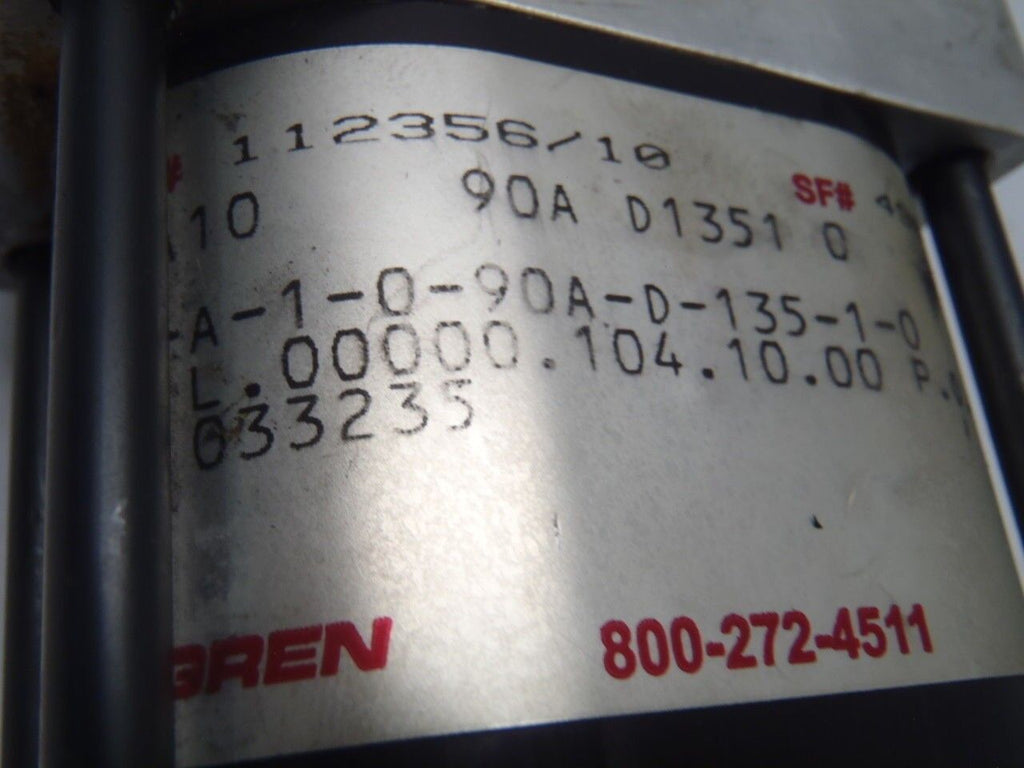 # 112356/10
SF#
10 90A D1351 0
A-1-0-90A-D-135-1-0
L.00000.104.10.00 P.
033235
GREN 800-272-4511